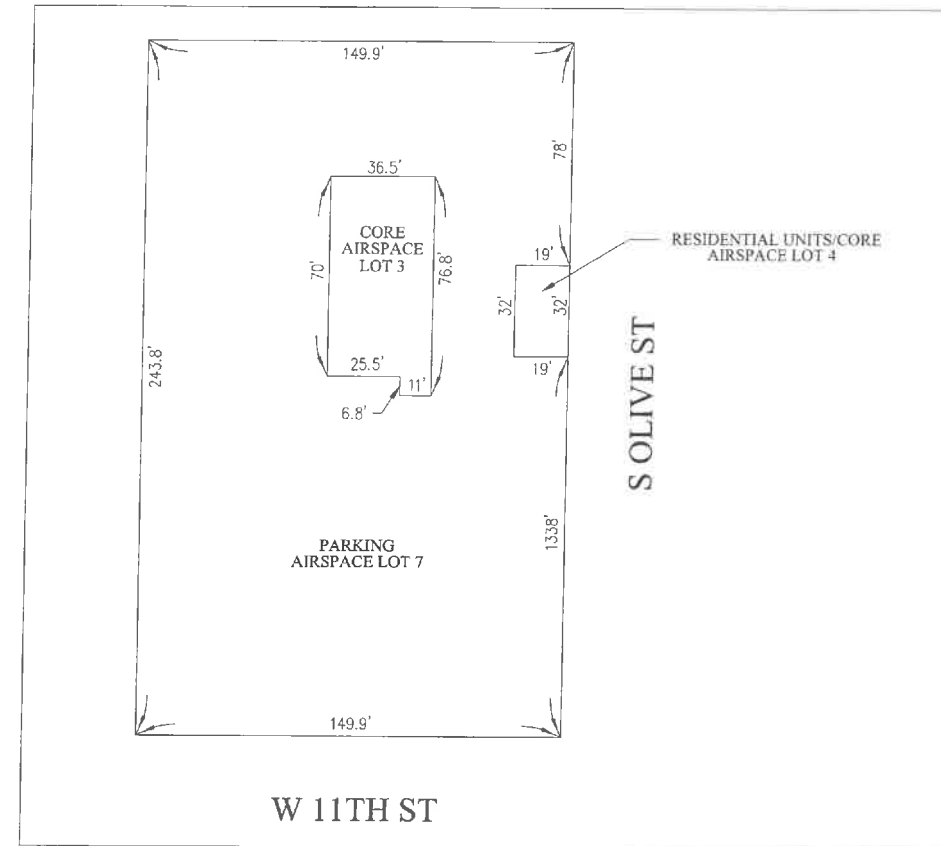 149.9'
78'
36.5'
CORE
AIRSPACE
LOT 3
70'
76.8'
RESIDENTIAL UNITS/CORE
AIRSPACE LOT 4
19'
32'
32'
19'
25.5'
11'
6.8'
243.8'
S OLIVE ST
PARKING
AIRSPACE LOT 7
1338'
149.9'
W 11TH ST